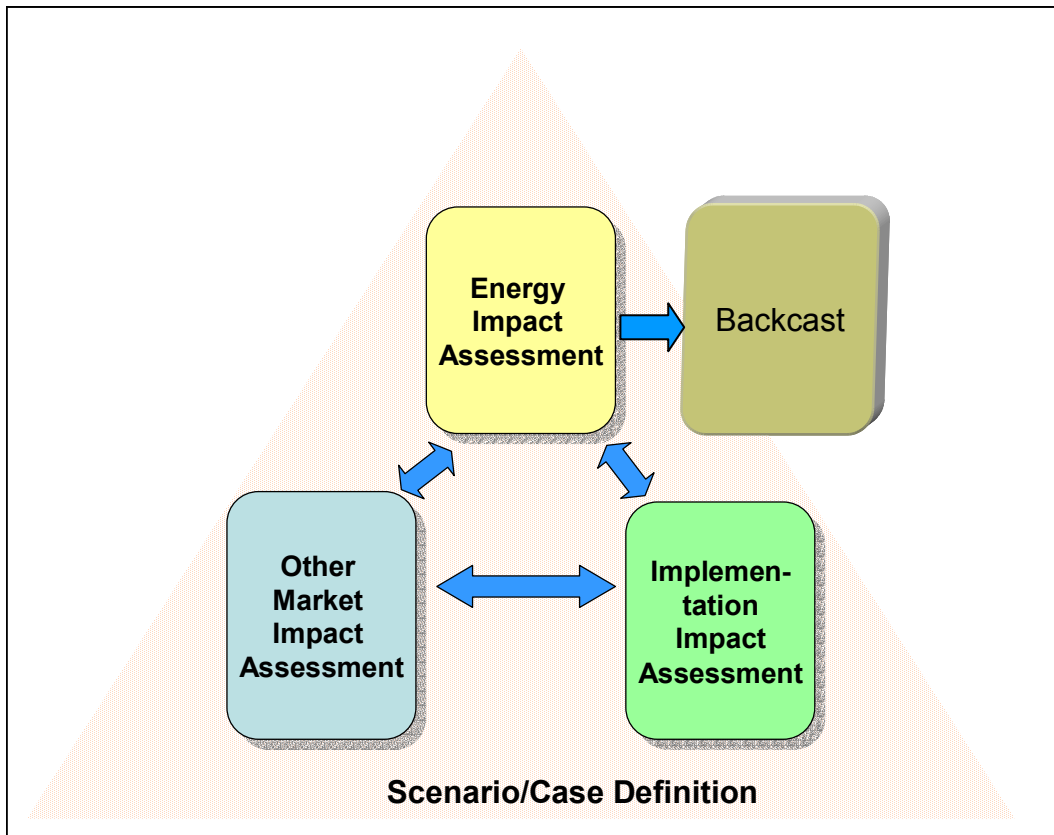 Energy
Impact
Assessment
Backcast
Other
Market
Impact
Assessment
Implemen-
tation
Impact
Assessment
Scenario/Case Definition